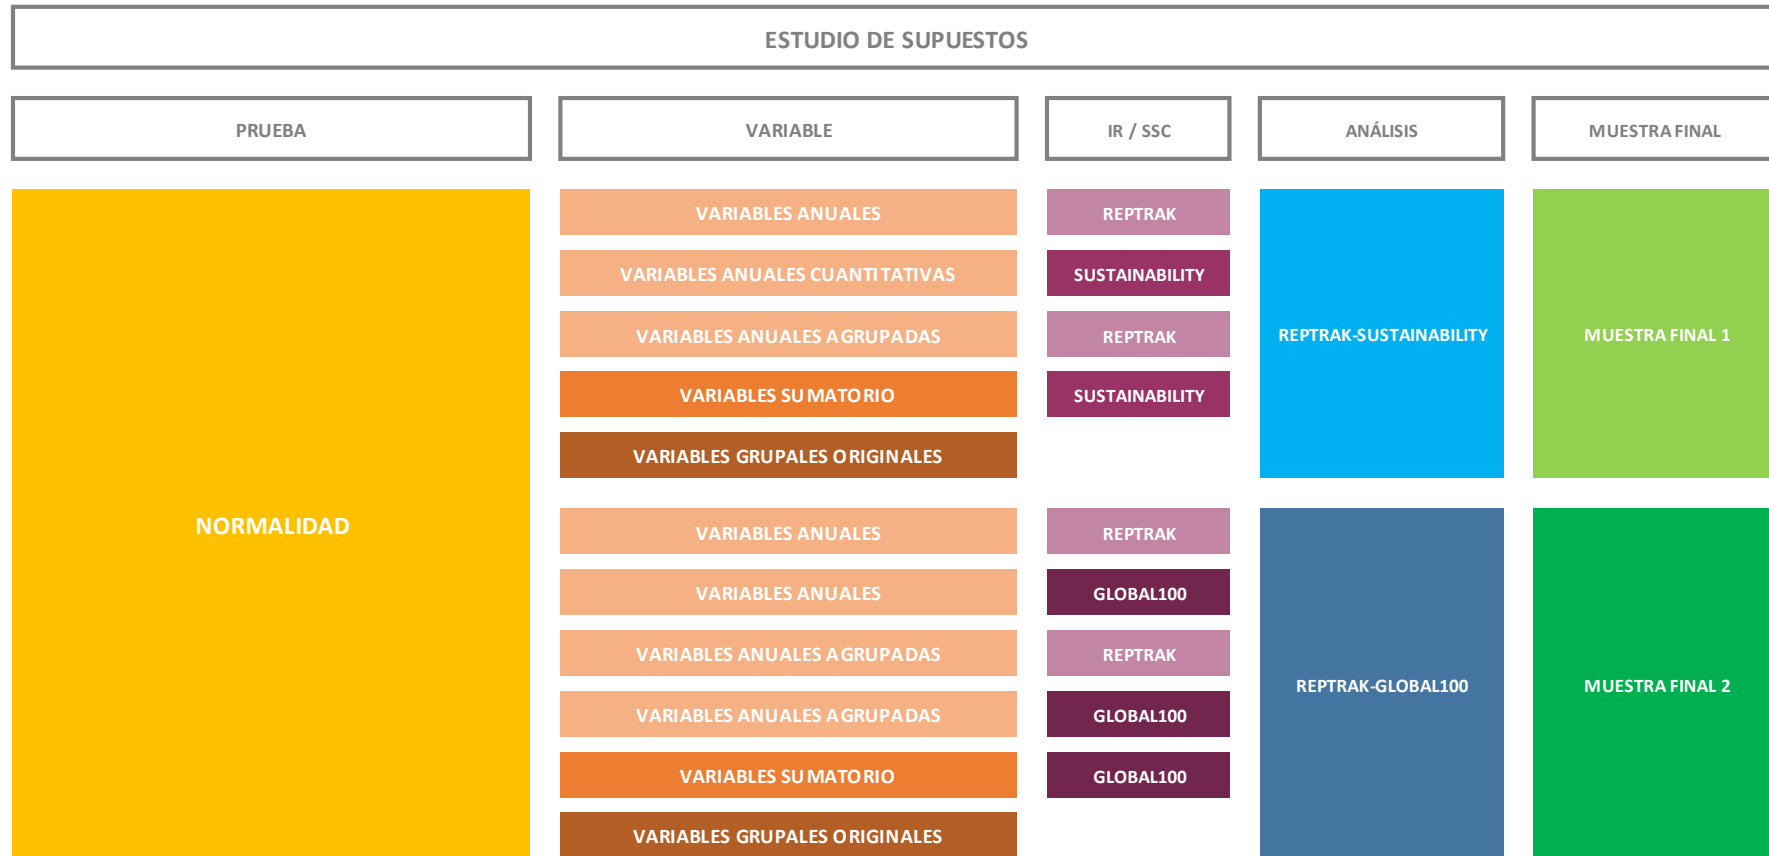 ESTUDIO DE SUPUESTOS
PRUEBA
VARIABLE
IR / SSC
ANÁLISIS
MUESTRA FINAL
NORMALIDAD
VARIABLES ANUALES
REPTRAK
VARIABLES ANUALES CUANTITATIVAS
SUSTAINABILITY
VARIABLES ANUALES AGRUPADAS
REPTRAK
VARIABLES SUMATORIO
SUSTAINABILITY
VARIABLES GRUPALES ORIGINALES
REPTRAK-SUSTAINABILITY
MUESTRA FINAL 1
VARIABLES ANUALES
REPTRAK
VARIABLES ANUALES
GLOBAL100
VARIABLES ANUALES AGRUPADAS
REPTRAK
VARIABLES ANUALES AGRUPADAS
GLOBAL100
VARIABLES SUMATORIO
GLOBAL100
VARIABLES GRUPALES ORIGINALES
REPTRAK-GLOBAL100
MUESTRA FINAL 2